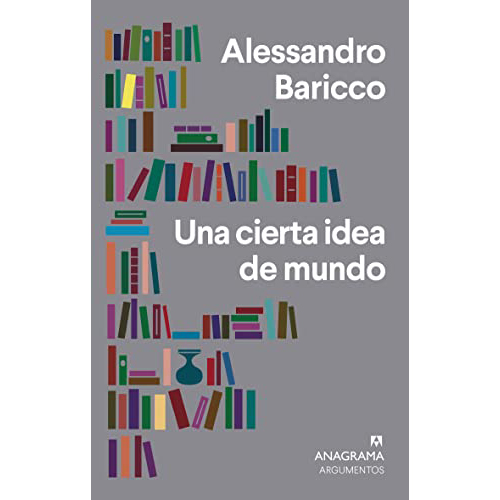 Alessandro
Baricco
Una cierta idea
de mundo
ANAGRAMA
ARGUMENTOS